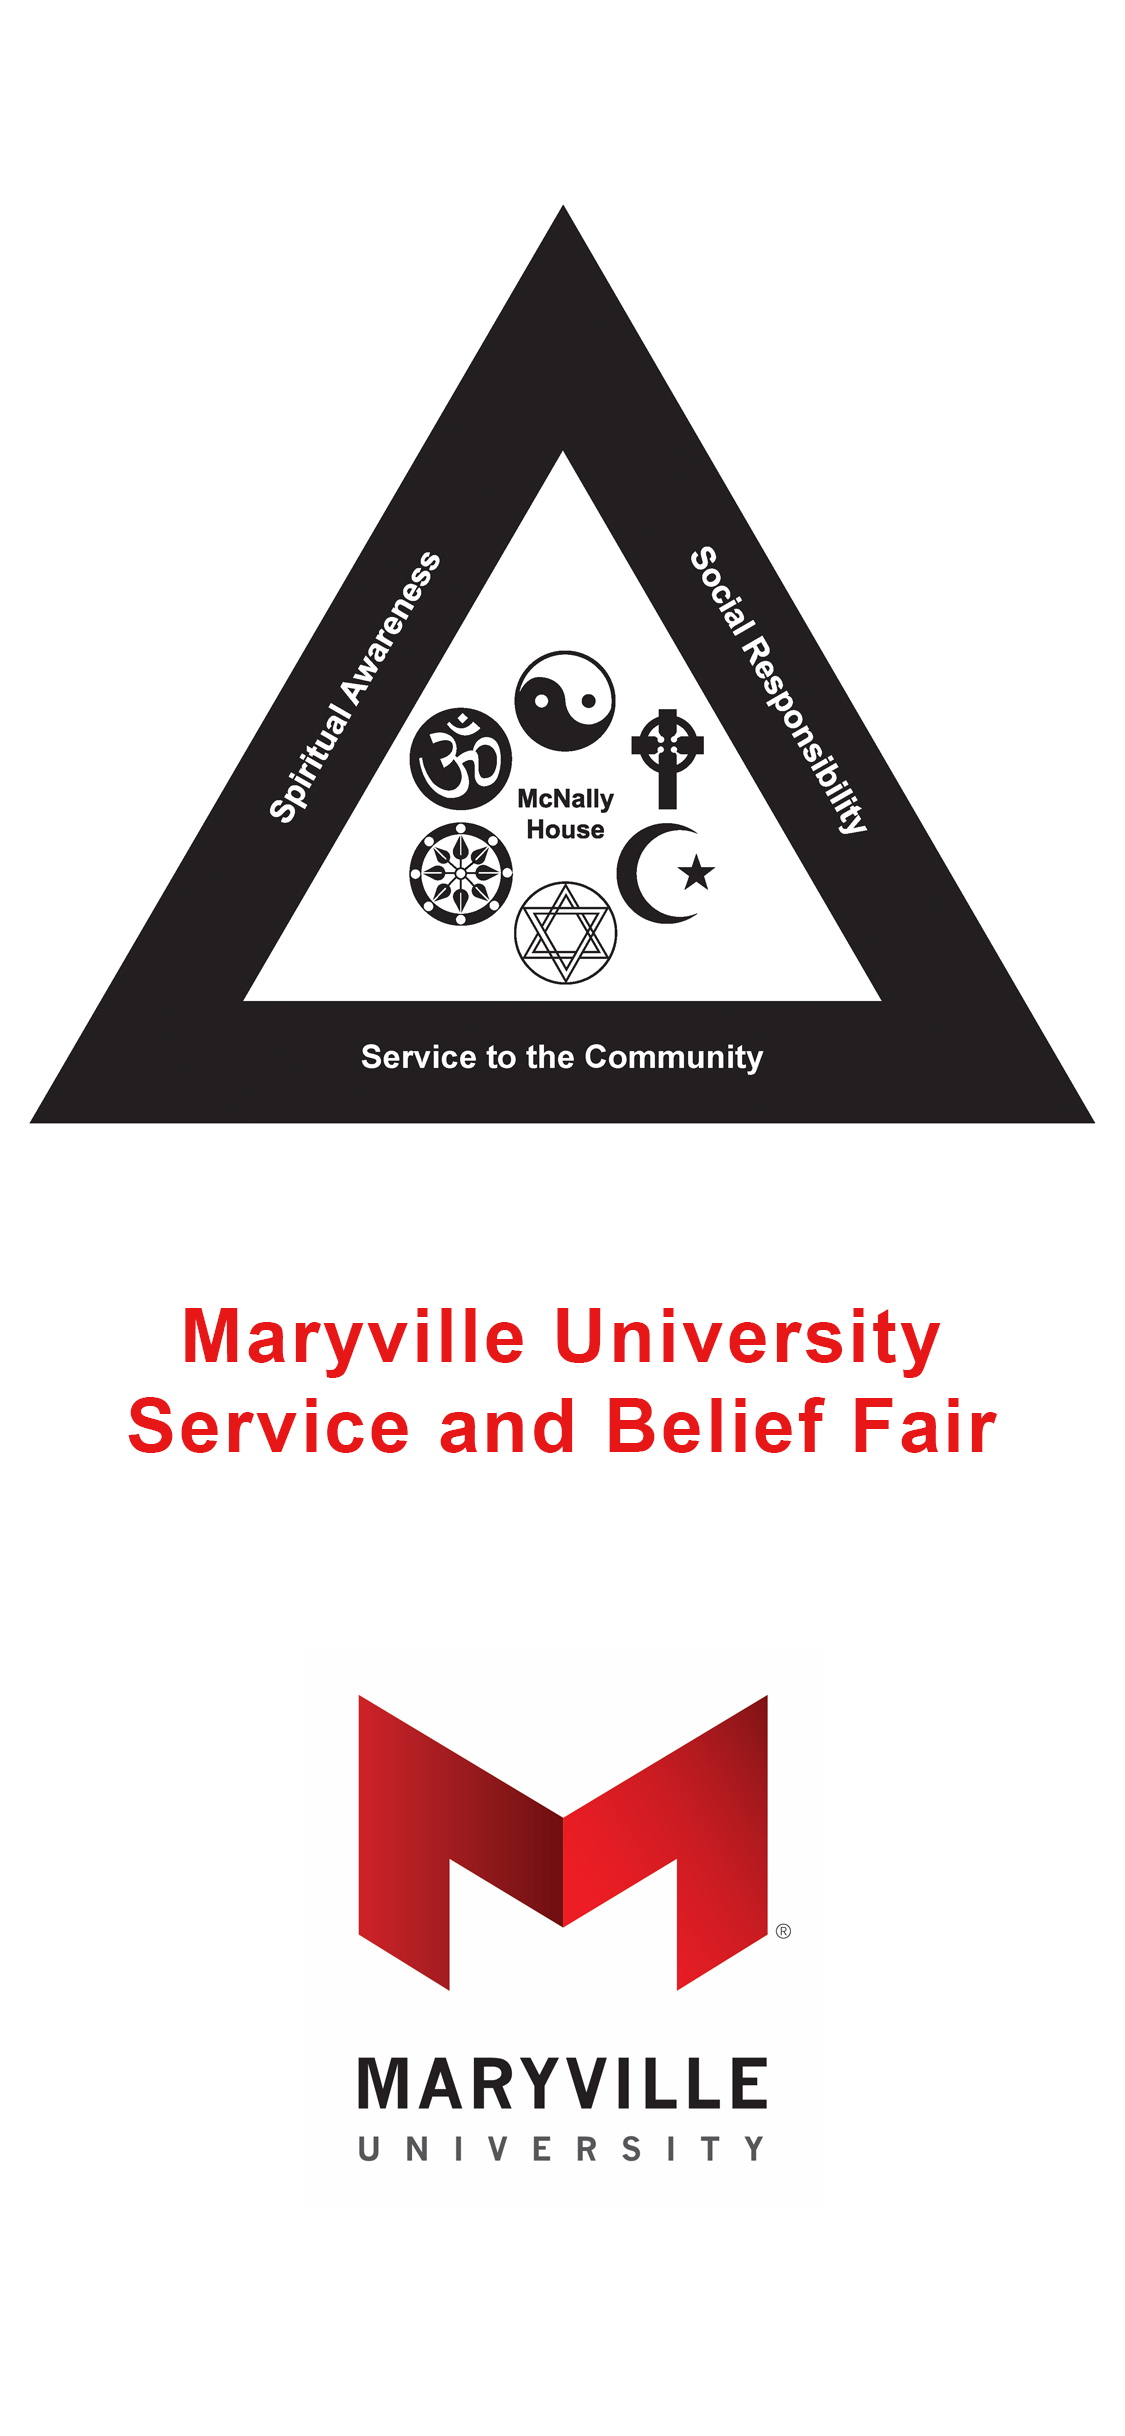 Spiritual Awareness
Social Responsibility
McNally
House
Service to the Community
Maryville University
Service and Belief Fair
®
MARYVILLE
UNIVERSITY